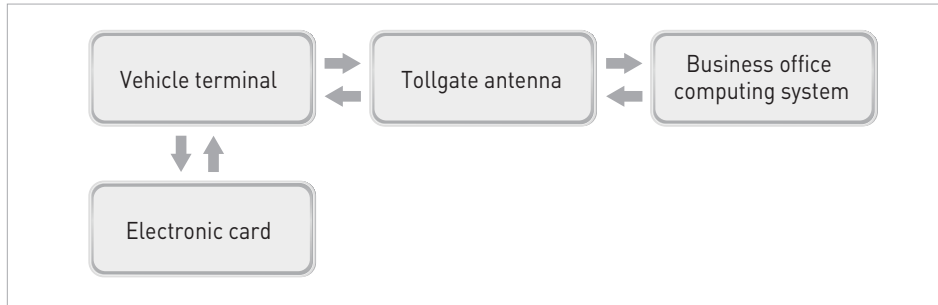 Vehicle terminal
Tollgate antenna
Business office
computing system
Electronic card